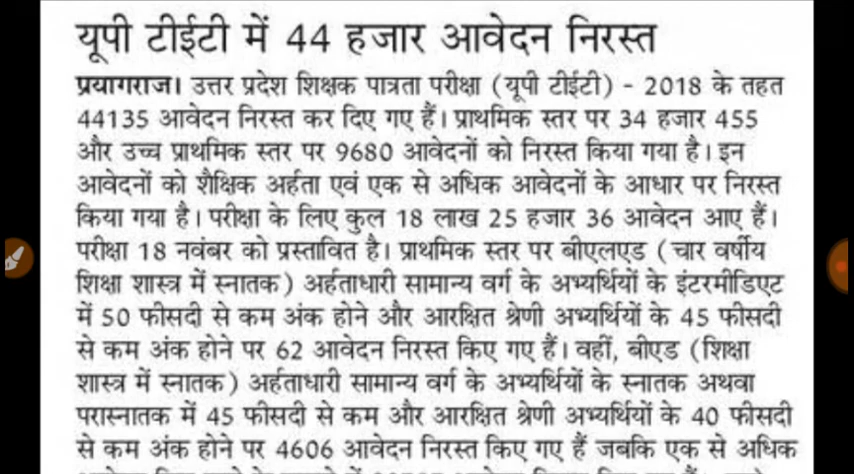 यूपी टीईटी में 44 हजार आवेदन निरस्त
प्रयागराज। उत्तर प्रदेश शिक्षक पात्रता परीक्षा (यूपी टीईटी) - 2018 के तहत
44135 आवेदन निरस्त कर दिए गए हैं। प्राथमिक स्तर पर 34 हजार 455
और उच्च प्राथमिक स्तर पर 9680 आवेदनों को निरस्त किया गया है। इन
आवेदनों को शैक्षिक अर्हता एवं एक से अधिक आवेदनों के आधार पर निरस्त
किया गया है। परीक्षा के लिए कुल 18 लाख 25 हजार 36 आवेदन आए हैं।
परीक्षा 18 नवंबर को प्रस्तावित है। प्राथमिक स्तर पर बीएलएड (चार वर्षीय
शिक्षा शास्त्र में स्नातक) अर्हताधारी सामान्य वर्ग के अभ्यर्थियों के इंटरमीडिएट
में 50 फीसदी से कम अंक होने और आरक्षित श्रेणी अभ्यर्थियों के 45 फीसदी
से कम अंक होने पर 62 आवेदन निरस्त किए गए हैं। वहीं, बीएड (शिक्षा
शास्त्र में स्नातक) अर्हताधारी सामान्य वर्ग के अभ्यर्थियों के स्नातक अथवा
परास्नातक में 45 फीसदी से कम और आरक्षित श्रेणी अभ्यर्थियों के 40 फीसदी
से कम अंक होने पर 4606 आवेदन निरस्त किए गए हैं जबकि एक से अधिक